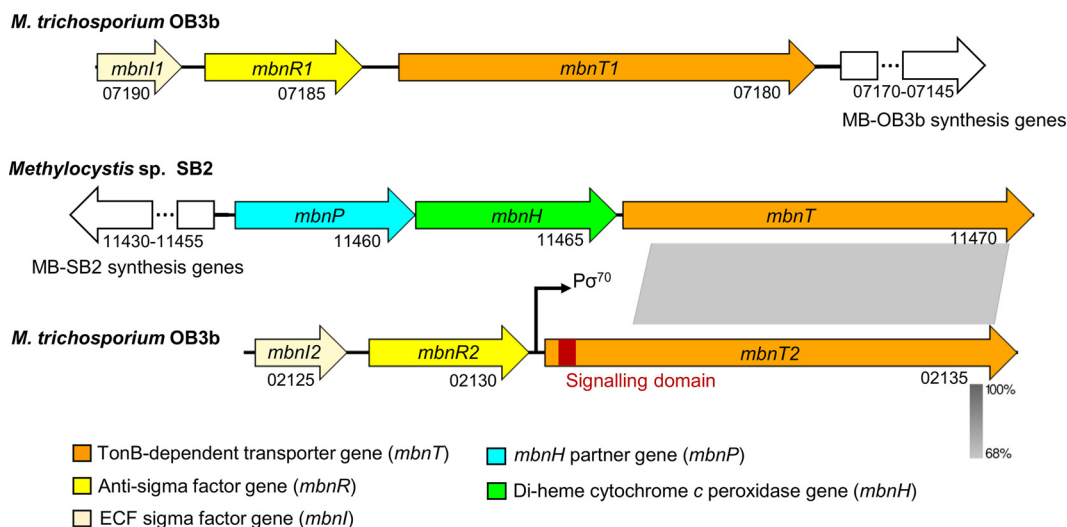 M. trichosporium OB3b
mbnI1 mbnR1 mbnT1
07190 07185 07180 07170-07145
MB-OB3b synthesis genes
Methylocystis sp. SB2
mbnP mbnH mbnT
11430-11455 11460 11465 11470
MB-SB2 synthesis genes
Pσ70
M. trichosporium OB3b
mbnI2 mbnR2 mbnT2
02125 02130 Signalling domain 02135
100%
68%
TonB-dependent transporter gene (mbnT)
Anti-sigma factor gene (mbnR)
ECF sigma factor gene (mbnI)
mbnH partner gene (mbnP)
Di-heme cytochrome c peroxidase gene (mbnH)